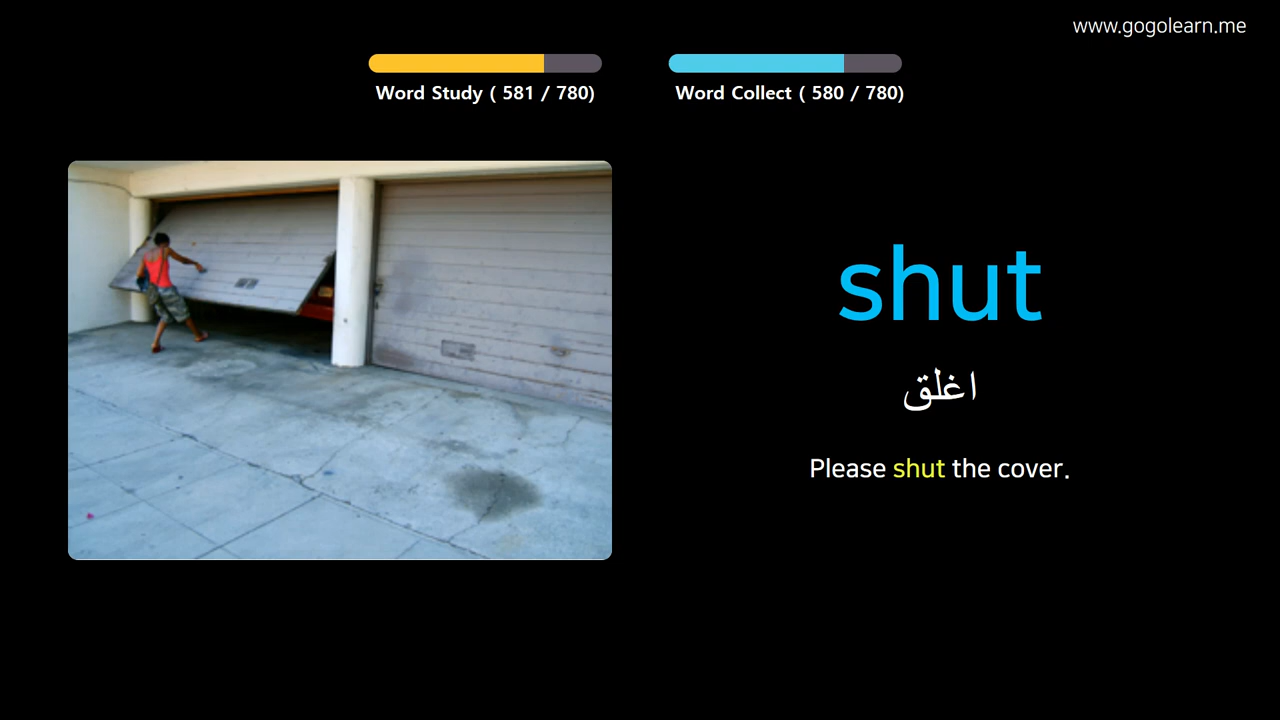 www.gogolearn.me
Word Study ( 581 / 780)
Word Collect ( 580 / 780)
shut
اغلق
Please shut the cover.